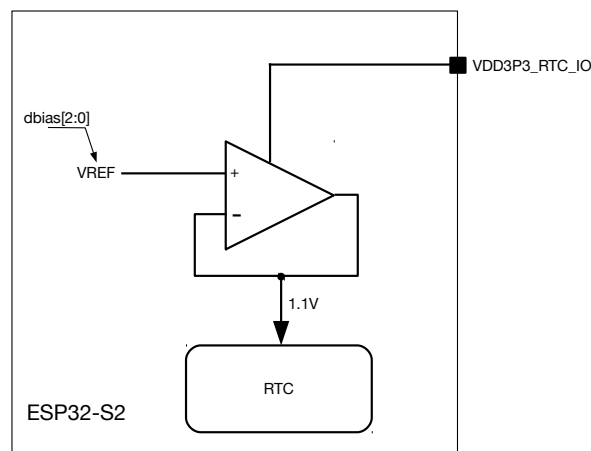 VDD3P3_RTC_IO
dbias[2:0]
VREF
+
-
1.1V
RTC
ESP32-S2